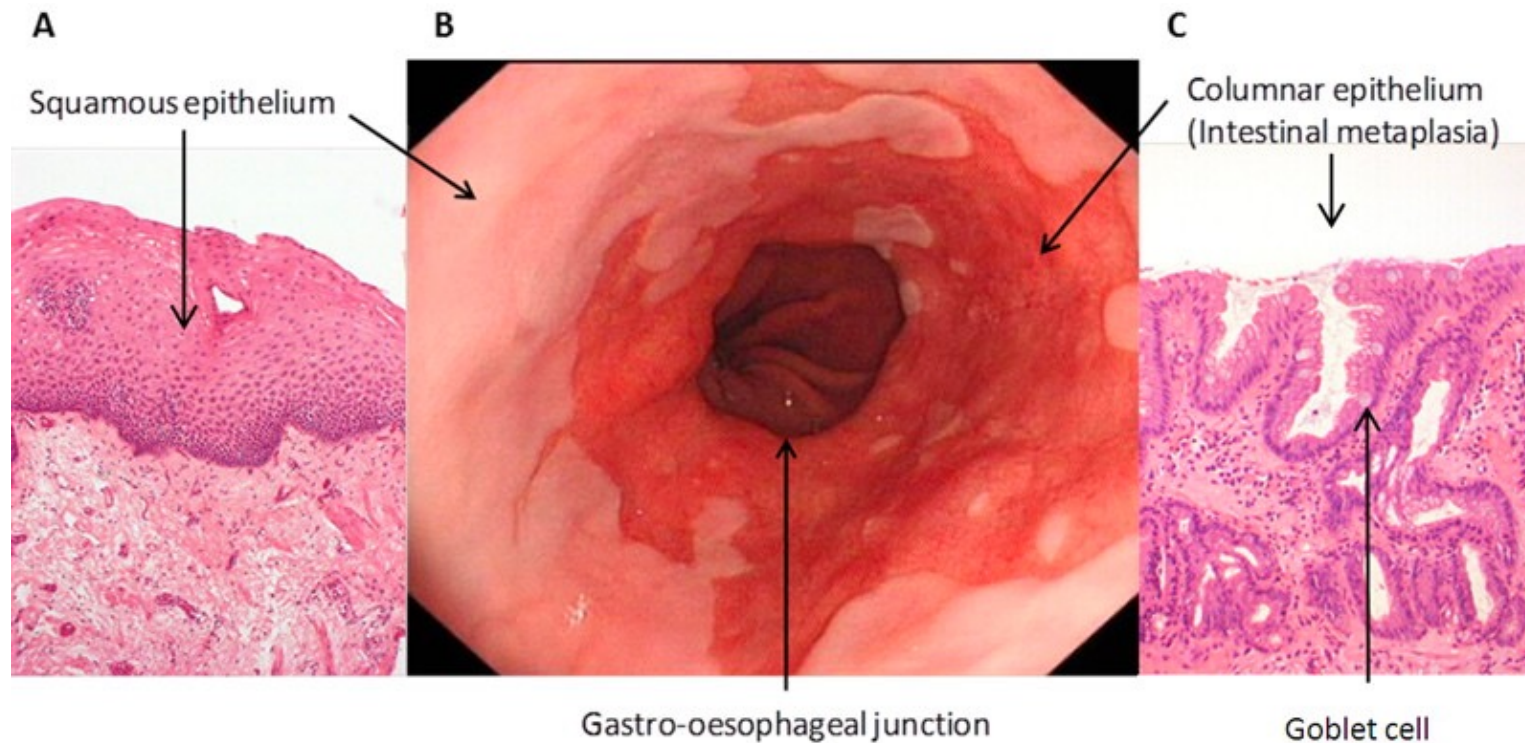 A
B
C
Squamous epithelium
Columnar epithelium
(Intestinal metaplasia)
Gastro-oesophageal junction
Goblet cell